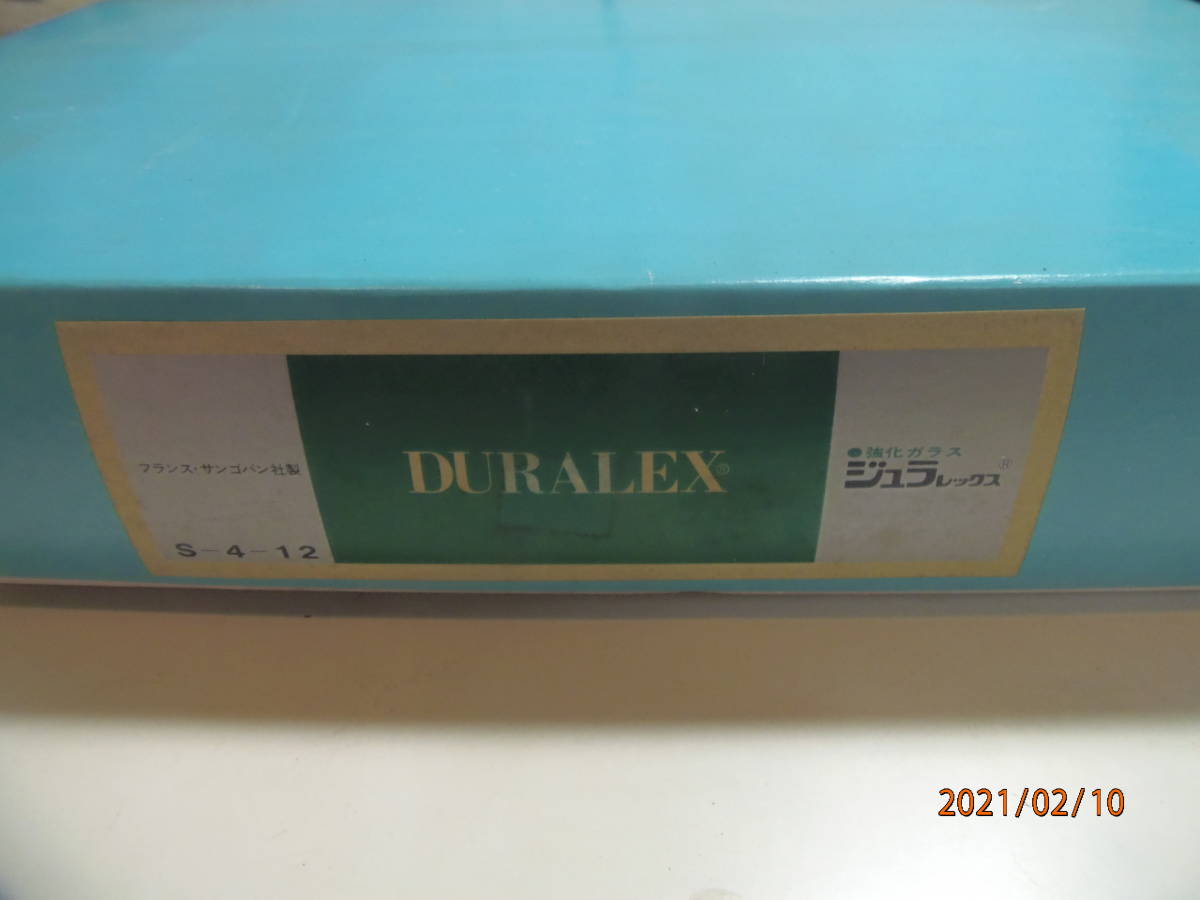 フランス・サンゴバン社製
S-4-12
DURALEX®
●強化ガラス
ジュラレックス®
2021/02/10